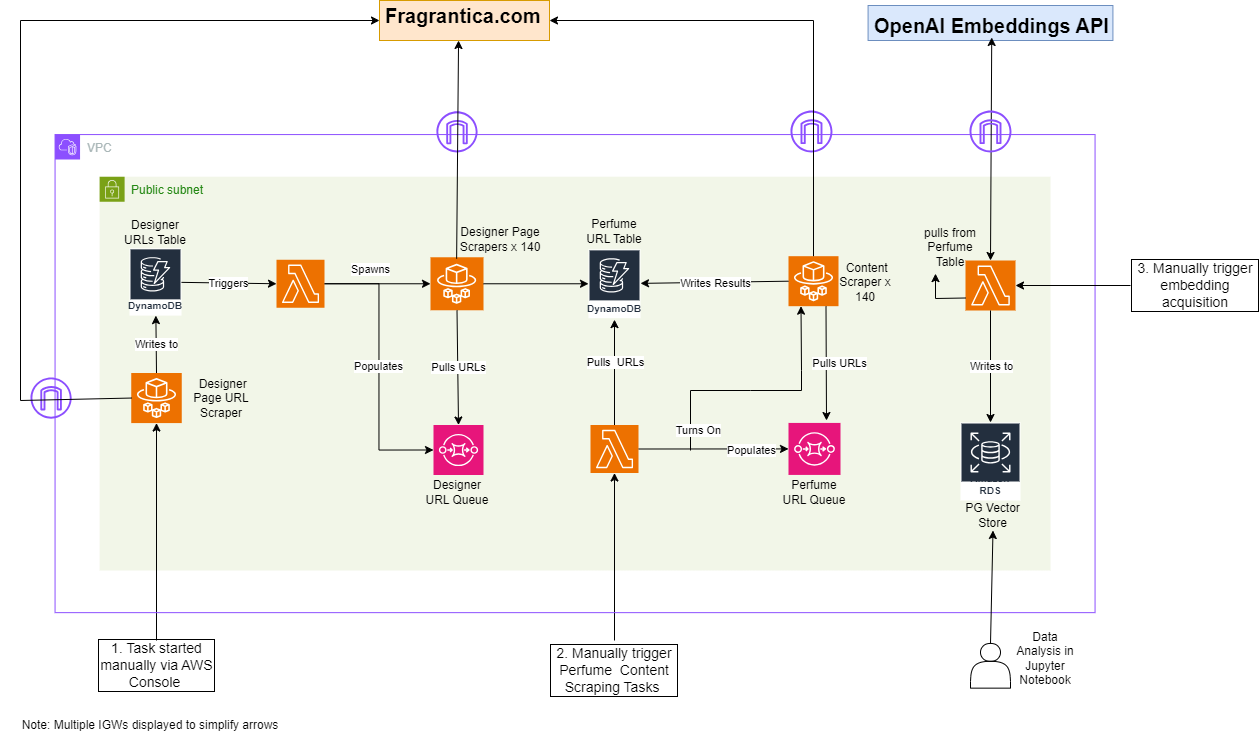 Fragrantica.com
OpenAI Embeddings API
VPC
Public subnet
Designer
URLs Table
DynamoDB
Triggers
Spawns
Designer Page
Scrapers x 140
Perfume
URL Table
DynamoDB
Writes Results
Content
Scraper x
140
pulls from
Perfume
Table
3. Manually trigger
embedding
acquisition
Writes to
Designer
Page URL
Scraper
Populates
Pulls URLs
Pulls URLs
Pulls URLs
Writes to
Turns On
Populates
Designer
URL Queue
Perfume
URL Queue
RDS
PG Vector
Store
1. Task started
manually via AWS
Console
2. Manually trigger
Perfume Content
Scraping Tasks
Data
Analysis in
Jupyter
Notebook
Note: Multiple IGWs displayed to simplify arrows